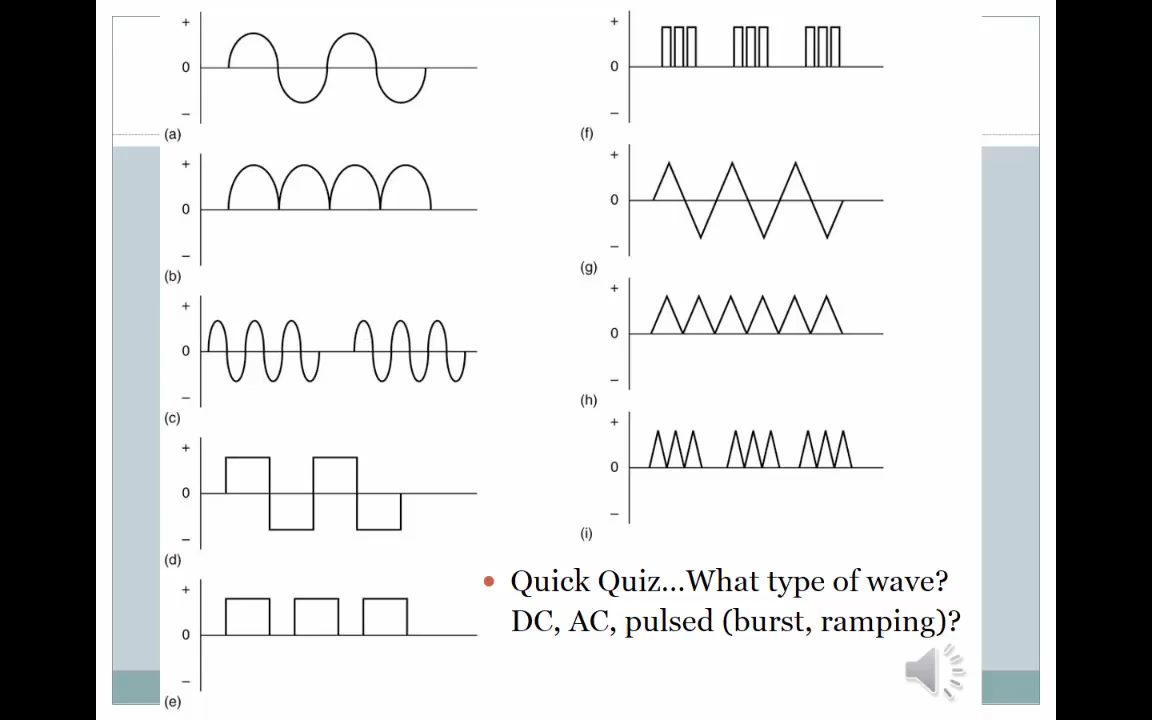 +
0
–
(a)
+
0
–
(b)
+
0
–
(c)
+
0
–
(d)
+
0
–
(e)
+
0
–
(f)
+
0
–
(g)
+
0
–
(h)
+
0
–
(i)
• Quick Quiz...What type of wave?
DC, AC, pulsed (burst, ramping)?